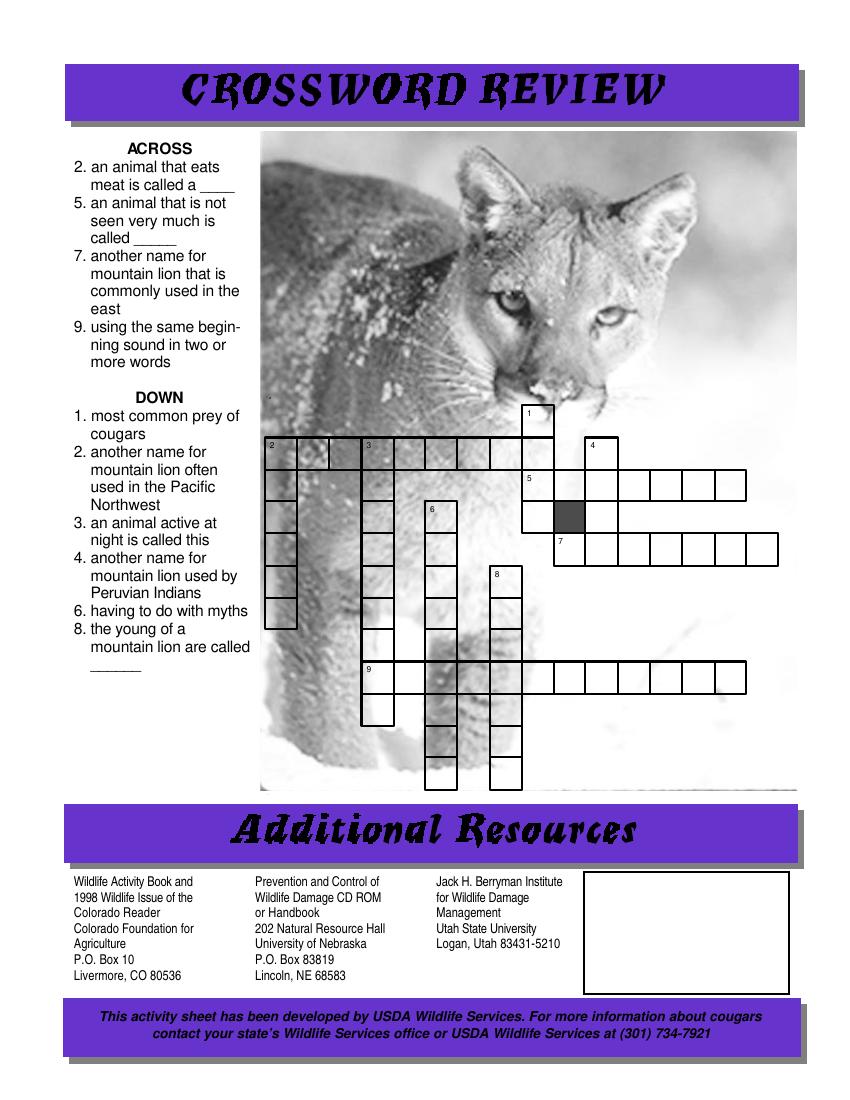 CROSSWORD REVIEW
ACROSS
2. an animal that eats
meat is called a ____
5. an animal that is not
seen very much is
called _____
7. another name for
mountain lion that is
commonly used in the
east
9. using the same begin-
ning sound in two or
more words
DOWN
1. most common prey of
cougars
2. another name for
mountain lion often
used in the Pacific
Northwest
3. an animal active at
night is called this
4. another name for
mountain lion used by
Peruvian Indians
6. having to do with myths
8. the young of a
mountain lion are called
______
1
2 3 4
5
6
7
8
9
Additional Resources
Wildlife Activity Book and
1998 Wildlife Issue of the
Colorado Reader
Colorado Foundation for
Agriculture
P.O. Box 10
Livermore, CO 80536
Prevention and Control of
Wildlife Damage CD ROM
or Handbook
202 Natural Resource Hall
University of Nebraska
P.O. Box 83819
Lincoln, NE 68583
Jack H. Berryman Institute
for Wildlife Damage
Management
Utah State University
Logan, Utah 83431-5210
This activity sheet has been developed by USDA Wildlife Services. For more information about cougars
contact your state's Wildlife Services office or USDA Wildlife Services at (301) 734-7921